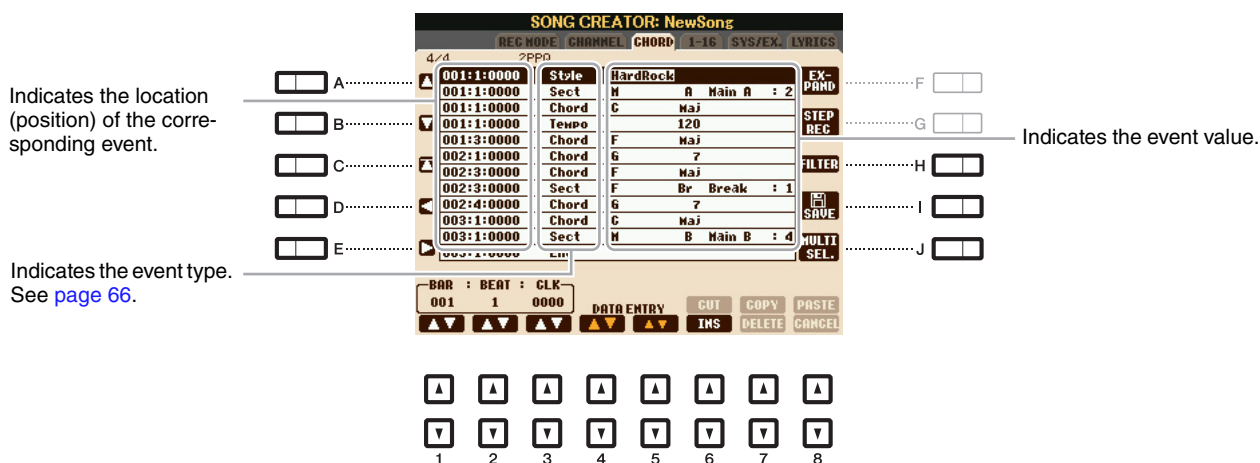 SONG CREATOR: NewSong
REC MODE CHANNEL CHORD 1-16 SYS/EX. LYRICS
4/4 2PPQ
001:1:0000 Style HardRock
001:1:0000 Sect M A Main A : 2
001:1:0000 Chord C Maj
001:1:0000 Tempo 120
001:3:0000 Chord F Maj
002:1:0000 Chord G 7
002:3:0000 Chord F Maj
002:3:0000 Sect F Br Break : 1
002:4:0000 Chord G 7
003:1:0000 Chord C Maj
003:1:0000 Sect M B Main B : 4
EX-
PAND
STEP
REC
FILTER
SAVE
MULTI
SEL.
A
B
C
D
E
F
G
H
I
J
Indicates the location
(position) of the corre-
sponding event.
Indicates the event value.
Indicates the event type.
See page 66.
BAR : BEAT : CLK
001 1 0000
DATA ENTRY
CUT COPY PASTE
INS DELETE CANCEL
1 2 3 4 5 6 7 8